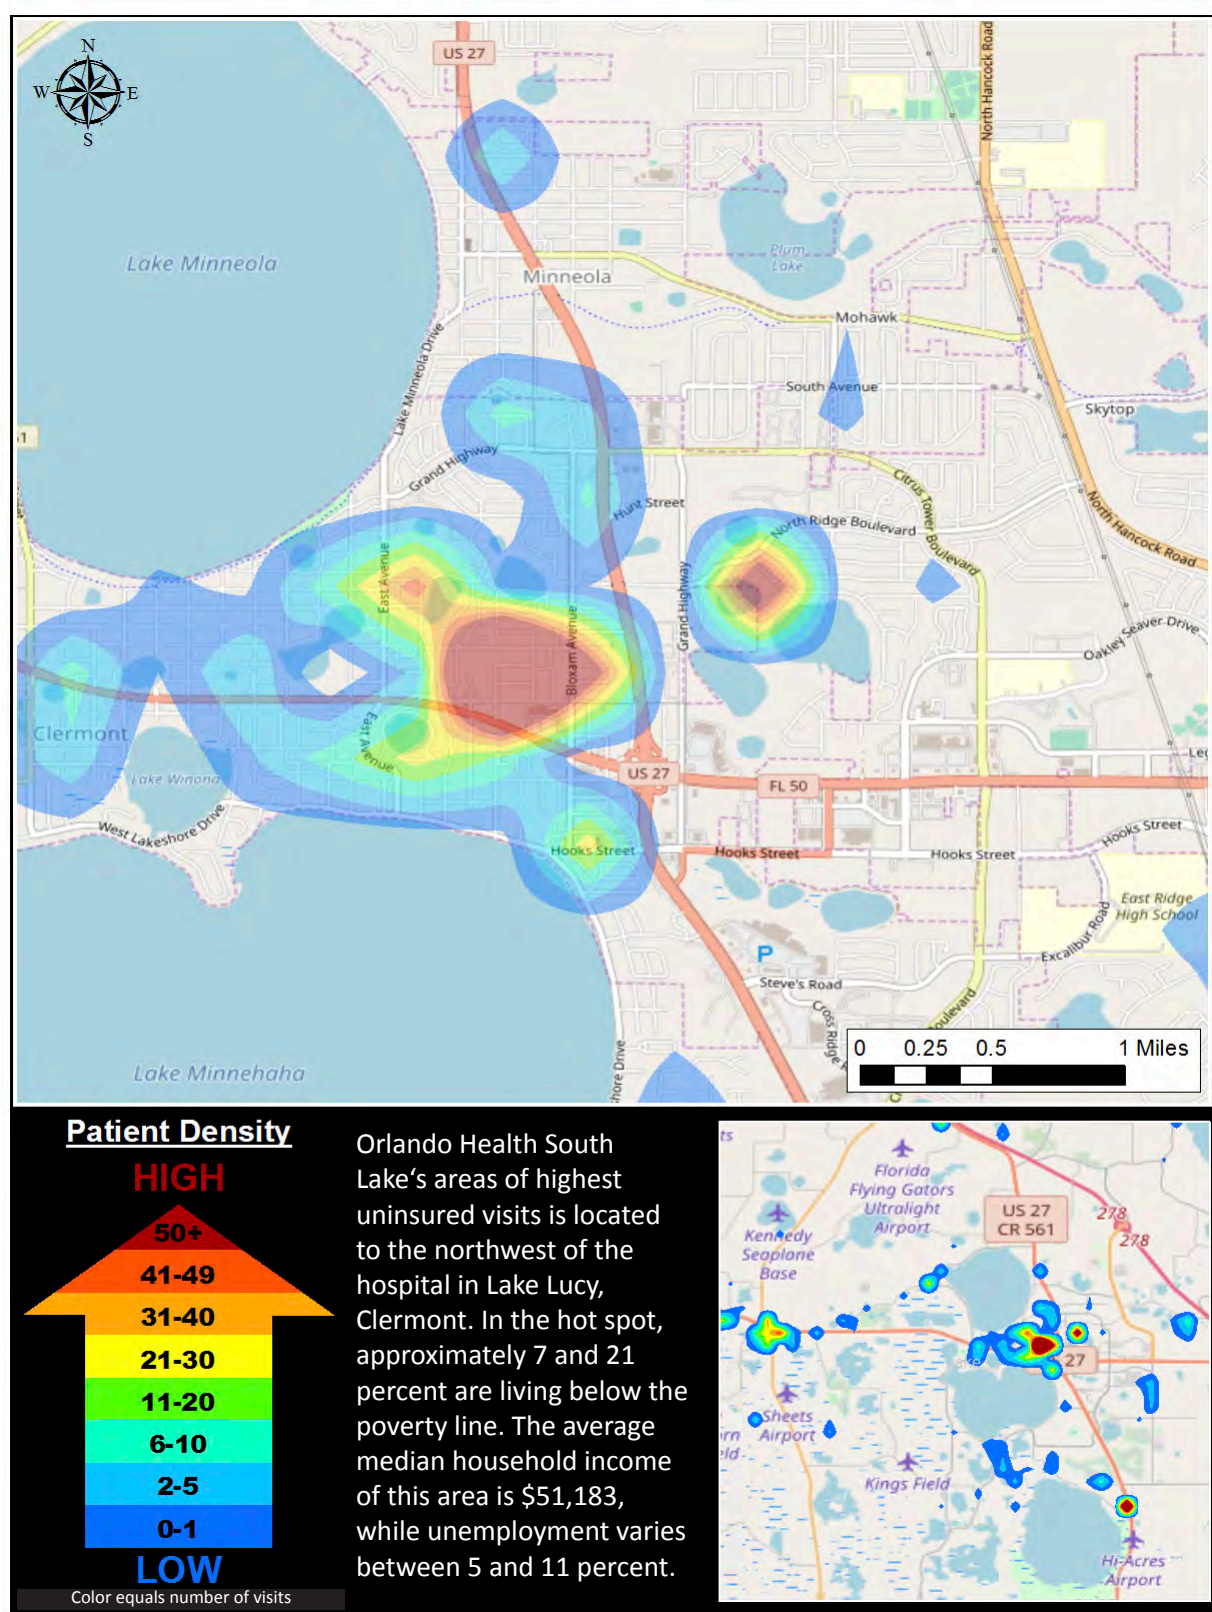 N
W E
S
US 27
North Hancock Road
Lake Minneola
Plum
Lake
Minneola
Mohawk
Lake Minneola Drive
South Avenue
Skytop
51
Grand Highway
Citrus Tower Boulevard
Hunt Street
North Ridge Boulevard
North Hancock Road
East Avenue
Grand Highway
Bloxam Avenue
Oakley Seaver Drive
Clermont
East Avenue
Lake Winona
US 27
FL 50
West Lakeshore Drive
Hooks Street
Hooks Street
Hooks Street
Hooks Street
East Ridge
High School
Excalibur Road
P
Steve's Road
Cross Ridge
oulevard
Lake Minnehaha
hore Drive
0 0.25 0.5 1 Miles
Patient Density
HIGH
50+
41-49
31-40
21-30
11-20
6-10
2-5
0-1
LOW
Color equals number of visits
Orlando Health South
Lake‘s areas of highest
uninsured visits is located
to the northwest of the
hospital in Lake Lucy,
Clermont. In the hot spot,
approximately 7 and 21
percent are living below the
poverty line. The average
median household income
of this area is $51,183,
while unemployment varies
between 5 and 11 percent.
ts
Florida
Flying Gators
Ultralight
Airport
US 27
CR 561
278
278
Kennedy
Seaplane
Base
27
Sheets
Airport
Kings Field
Hi-Acres
Airport